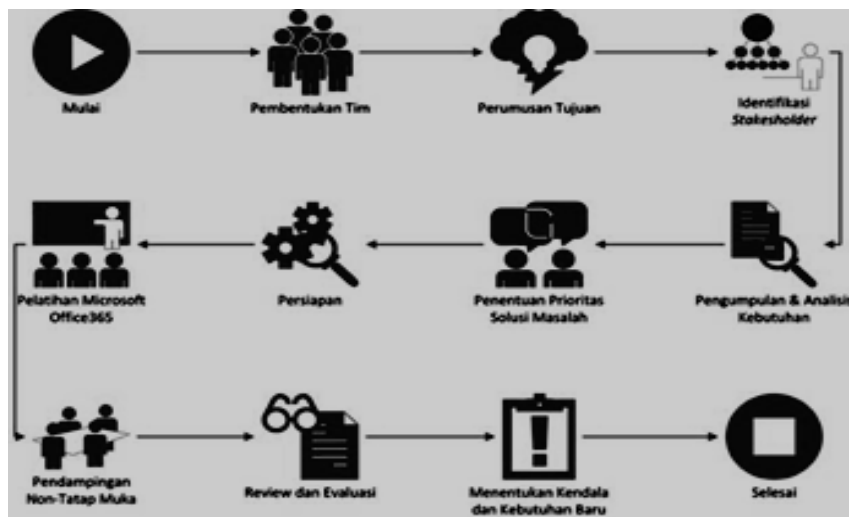 Mulai
Pembentukan Tim
Perumusan Tujuan
Identifikasi
Stakesholder
Pengumpulan & Analisis
Kebutuhan
Penentuan Prioritas
Solusi Masalah
Persiapan
Pelatihan Microsoft
Office365
Pendampingan
Non-Tatap Muka
Review dan Evaluasi
Menentukan Kendala
dan Kebutuhan Baru
Selesai